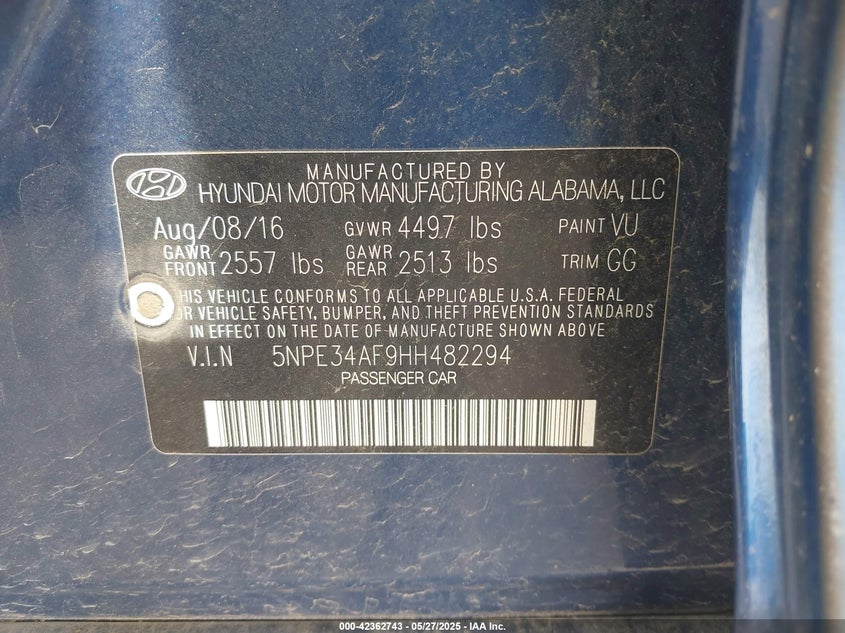 MANUFACTURED BY
HYUNDAI MOTOR MANUFACTURING ALABAMA, LLC
Aug/08/16 GVWR 4497 lbs PAINT VU
GAWR FRONT 2557 lbs GAWR REAR 2513 lbs TRIM GG
HIS VEHICLE CONFORMS TO ALL APPLICABLE U.S.A. FEDERAL
OR VEHICLE SAFETY, BUMPER, AND THEFT PREVENTION STANDARDS
IN EFFECT ON THE DATE OF MANUFACTURE SHOWN ABOVE.
V.I.N 5NPE34AF9HH482294
PASSENGER CAR
000-42362743 - 05/27/2025 - IAA Inc.